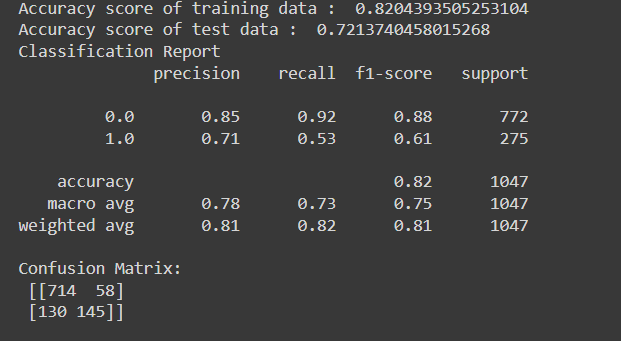 Accuracy score of training data :  0.8204393505253104
Accuracy score of test data :  0.7213740458015268
Classification Report
              precision    recall  f1-score   support

         0.0       0.85      0.92      0.88       772
         1.0       0.71      0.53      0.61       275

    accuracy                           0.82      1047
   macro avg       0.78      0.73      0.75      1047
weighted avg       0.81      0.82      0.81      1047

Confusion Matrix:
 [[714  58]
 [130 145]]